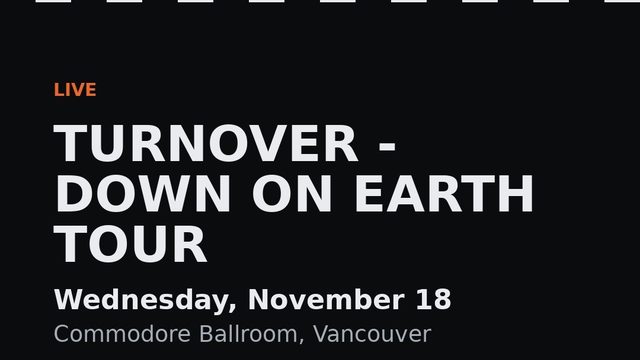 LIVE
TURNOVER -
DOWN ON EARTH
TOUR
Wednesday, November 18
Commodore Ballroom, Vancouver